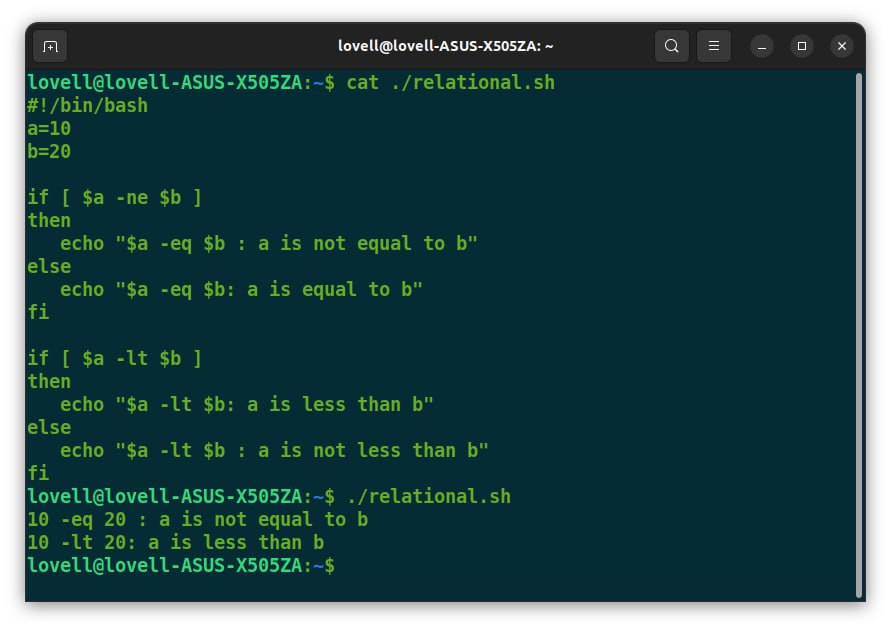 lovell@lovell-ASUS-X505ZA: ~
lovell@lovell-ASUS-X505ZA:~$ cat ./relational.sh
#!/bin/bash
a=10
b=20

if [ $a -ne $b ]
then
   echo "$a -eq $b : a is not equal to b"
else
   echo "$a -eq $b: a is equal to b"
fi

if [ $a -lt $b ]
then
   echo "$a -lt $b: a is less than b"
else
   echo "$a -lt $b : a is not less than b"
fi
lovell@lovell-ASUS-X505ZA:~$ ./relational.sh
10 -eq 20 : a is not equal to b
10 -lt 20: a is less than b
lovell@lovell-ASUS-X505ZA:~$